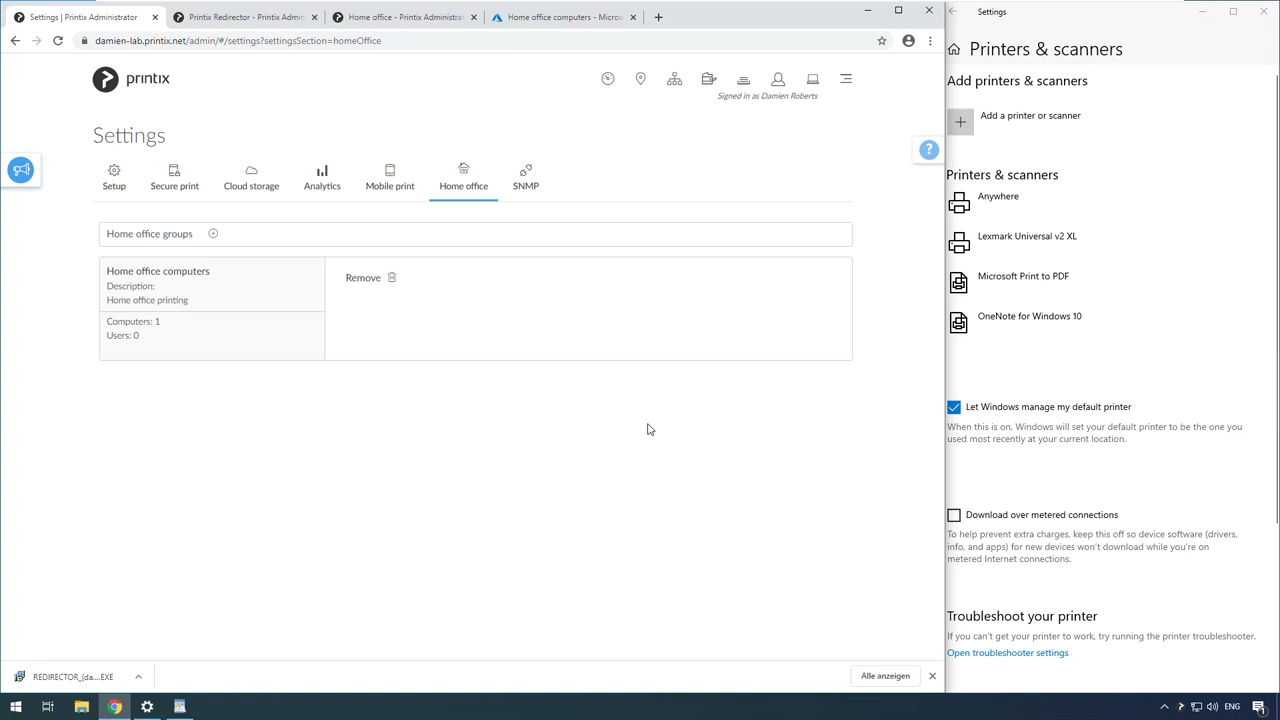 Settings | Printix Administrator
Printix Redirector - Printix Admin
Home office - Printix Administrat
Home office computers - Micros
damien-lab.printix.net/admin/#/settings?settingsSection=homeOffice
printix
Signed in as Damien Roberts
Settings
Setup
Secure print
Cloud storage
Analytics
Mobile print
Home office
SNMP
?
Home office groups
Home office computers
Description:
Home office printing
Computers: 1
Users: 0
Remove
REDIRECTOR_(da....EXE
Alle anzeigen
Settings
Printers & scanners
Add printers & scanners
Add a printer or scanner
Printers & scanners
Anywhere
Lexmark Universal v2 XL
Microsoft Print to PDF
OneNote for Windows 10
Let Windows manage my default printer
When this is on, Windows will set your default printer to be the one you
used most recently at your current location.
Download over metered connections
To help prevent extra charges, keep this off so device software (drivers,
info, and apps) for new devices won't download while you're on
metered Internet connections.
Troubleshoot your printer
If you can't get your printer to work, try running the printer troubleshooter.
Open troubleshooter settings
ENG